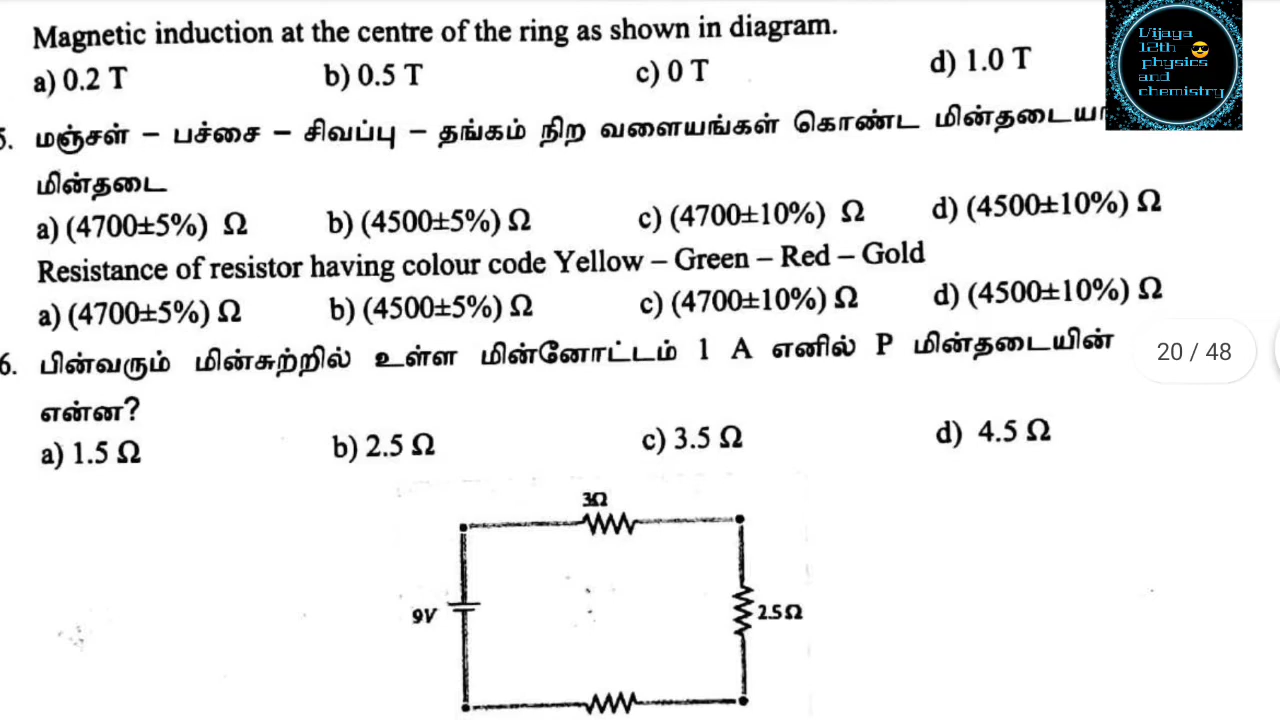 Magnetic induction at the centre of the ring as shown in diagram.
a) 0.2 T b) 0.5 T c) 0 T d) 1.0 T
Vijaya
12th 😎
physics
and
chemistry
5. மஞ்சள் – பச்சை – சிவப்பு – தங்கம் நிற வளையங்கள் கொண்ட
மின்தடை
a) (4700±5%) Ω b) (4500±5%) Ω c) (4700±10%) Ω d) (4500±10%) Ω
Resistance of resistor having colour code Yellow – Green – Red – Gold
a) (4700±5%) Ω b) (4500±5%) Ω c) (4700±10%) Ω d) (4500±10%) Ω
6. பின்வரும் மின்சுற்றில் உள்ள மின்னோட்டம் 1 A எனில் P மின்தடையின்
20 / 48
என்ன?
a) 1.5 Ω b) 2.5 Ω c) 3.5 Ω d) 4.5 Ω
3Ω
9V
2.5Ω